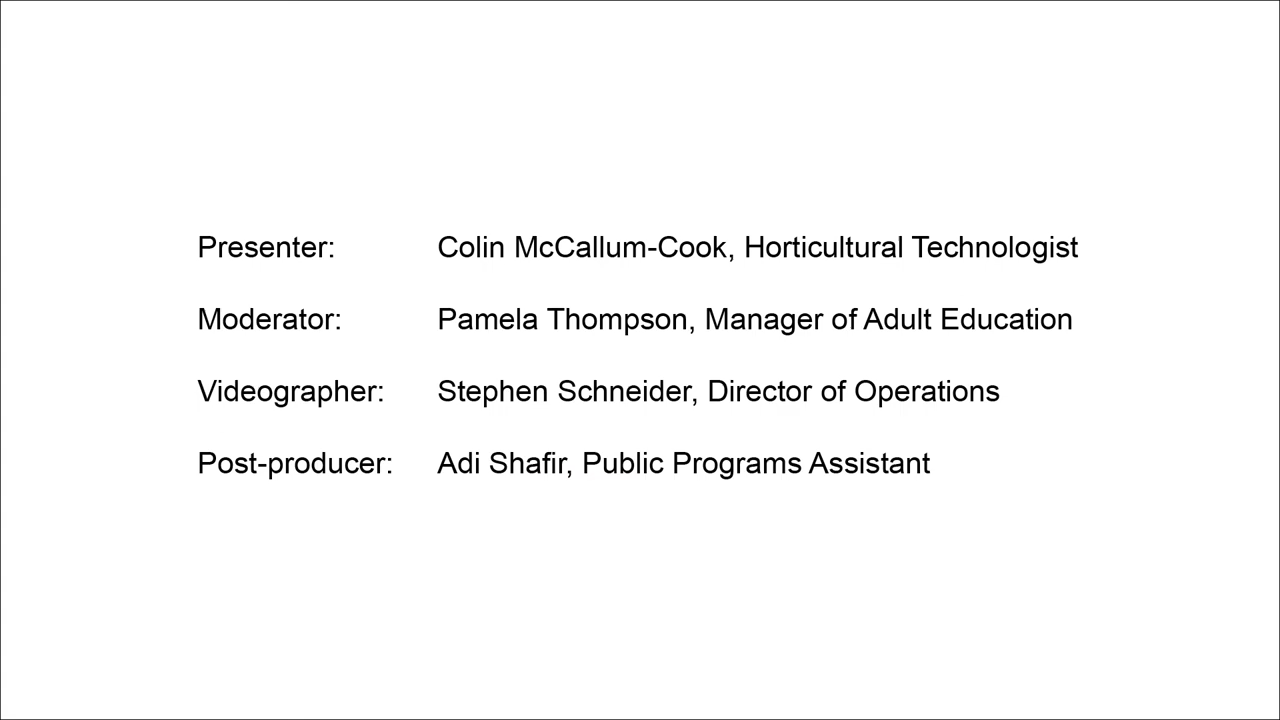 Presenter: Colin McCallum-Cook, Horticultural Technologist
Moderator: Pamela Thompson, Manager of Adult Education
Videographer: Stephen Schneider, Director of Operations
Post-producer: Adi Shafir, Public Programs Assistant